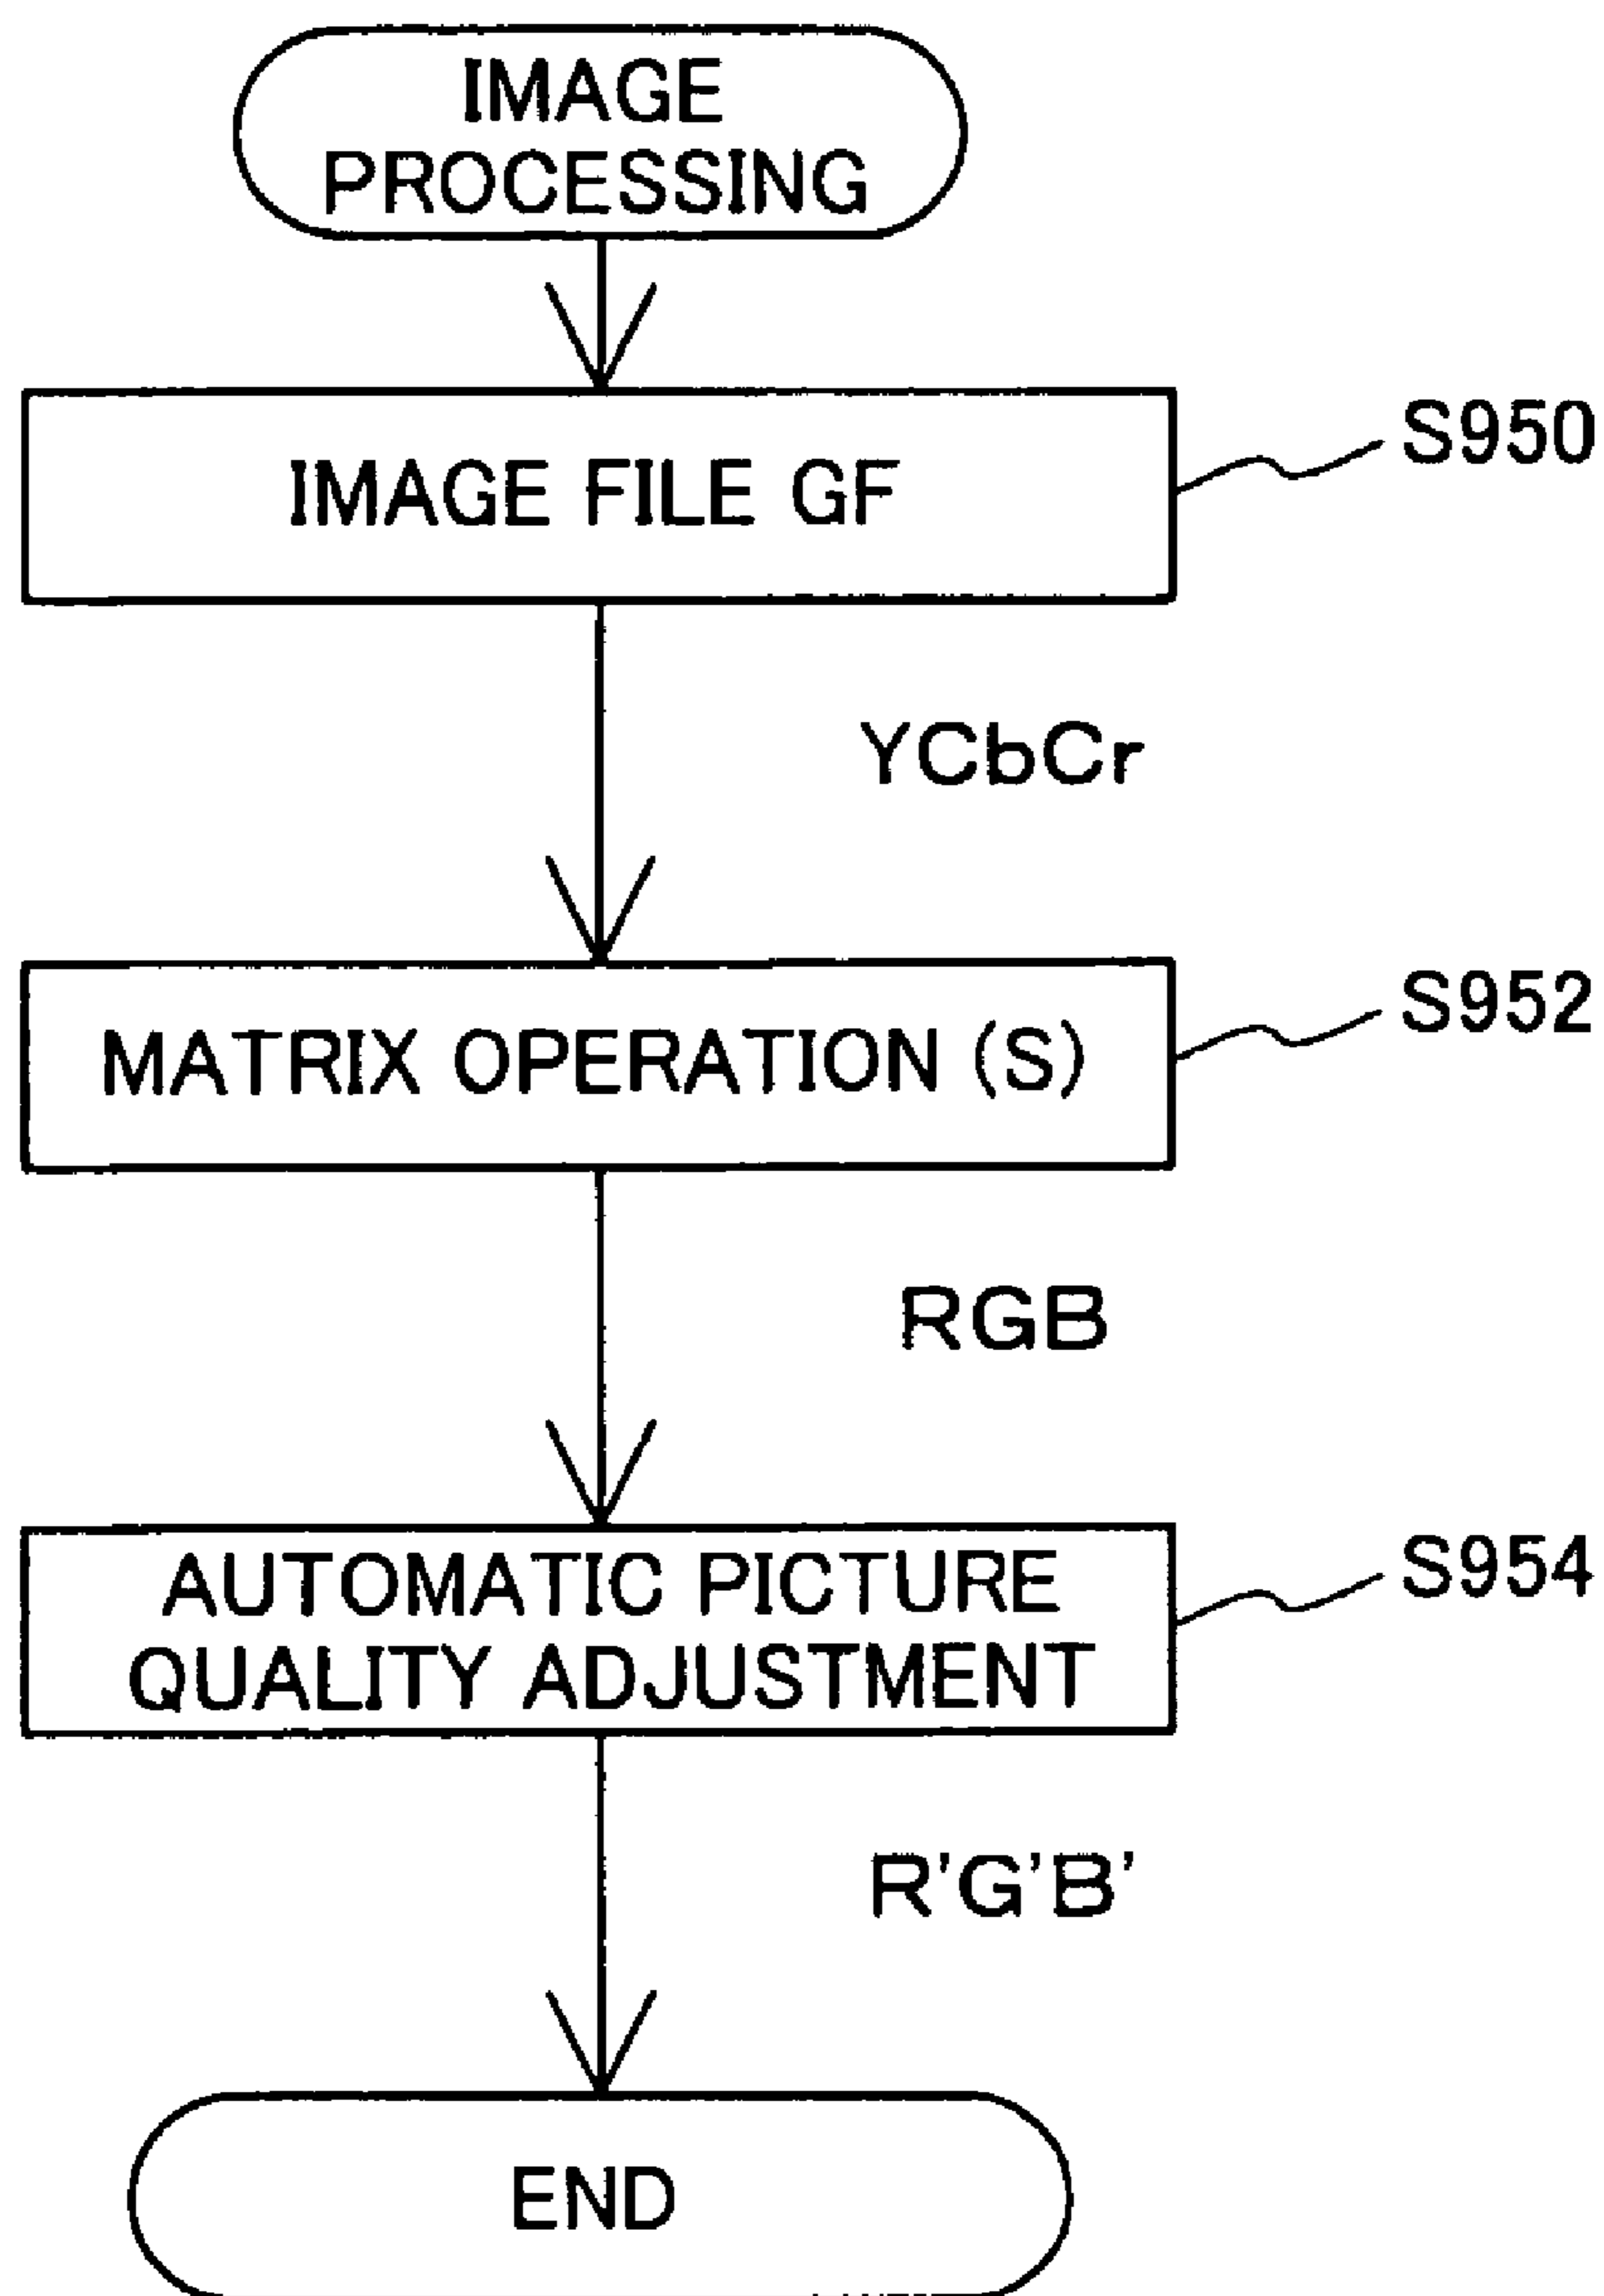 IMAGE
PROCESSING
IMAGE FILE GF
S950
YCbCr
MATRIX OPERATION (S)
S952
RGB
AUTOMATIC PICTURE
QUALITY ADJUSTMENT
S954
R'G'B'
END